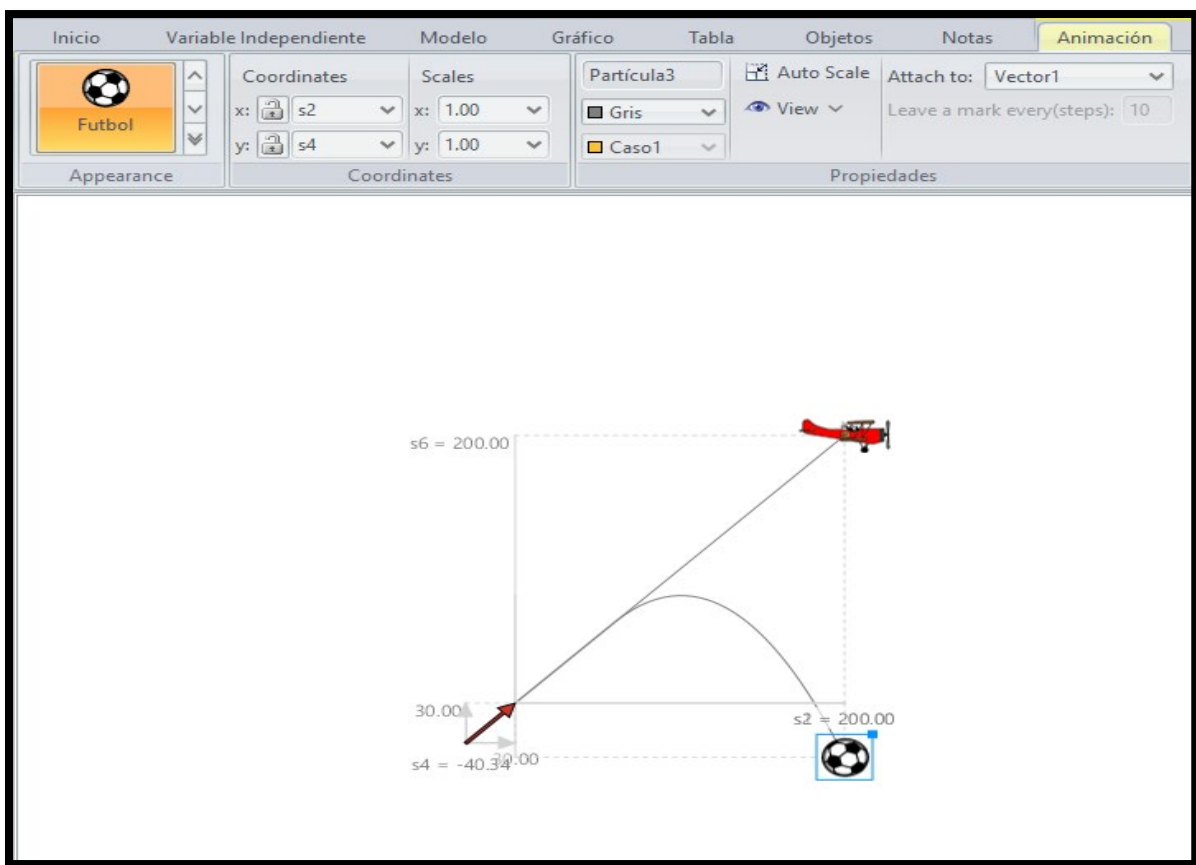 Inicio Variable Independiente Modelo Gráfico Tabla Objetos Notas Animación
Futbol
Appearance
Coordinates Scales
x: s2 x: 1.00
y: s4 y: 1.00
Coordinates
Partícula3 Auto Scale Attach to: Vector1
Gris View Leave a mark every(steps): 10
Caso1
Propiedades
s6 = 200.00
30.00
s2 = 200.00
s4 = -40.34
30.00